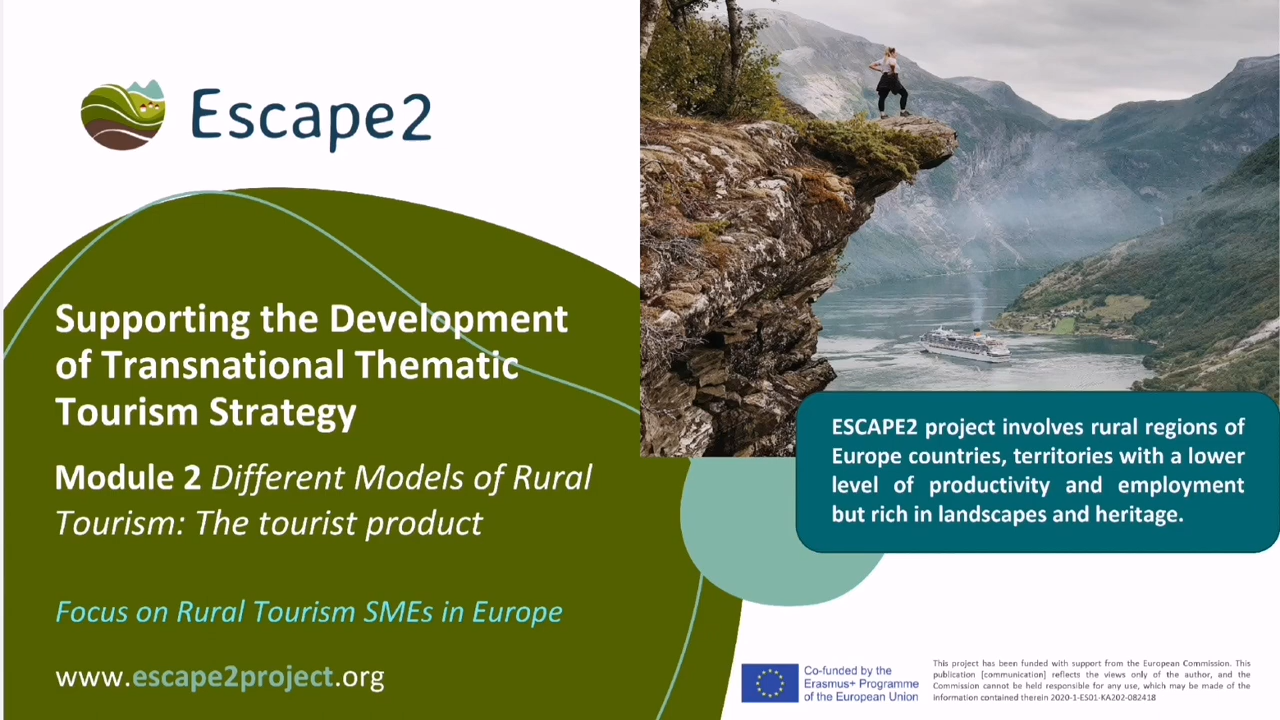 Escape2
Supporting the Development
of Transnational Thematic
Tourism Strategy
Module 2 Different Models of Rural
Tourism: The tourist product
Focus on Rural Tourism SMEs in Europe
www.escape2project.org
ESCAPE2 project involves rural regions of
Europe countries, territories with a lower
level of productivity and employment
but rich in landscapes and heritage.
Co-funded by the
Erasmus+ Programme
of the European Union
This project has been funded with support from the European Commission. This
publication [communication] reflects the views only of the author, and the
Commission cannot be held responsible for any use, which may be made of the
information contained therein 2020-1-ES01-KA202-082418